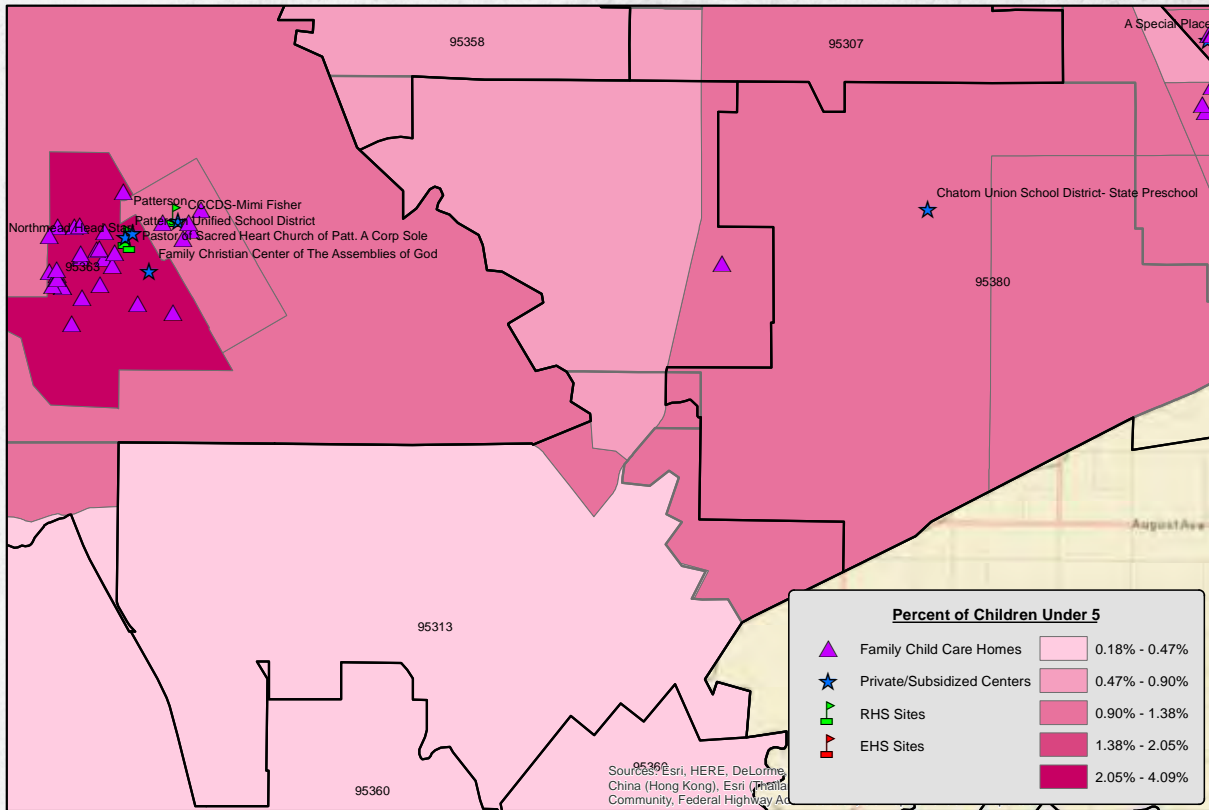 95358
95307
A Special Place
Patterson
CCCDS-Mimi Fisher
Chatom Union School District- State Preschool
Patterson Unified School District
Northmead Head Start
Pastor of Sacred Heart Church of Patt. A Corp Sole
Family Christian Center of The Assemblies of God
95363
95380
August Ave
95313
95360
95360
Percent of Children Under 5
Family Child Care Homes
Private/Subsidized Centers
RHS Sites
EHS Sites
0.18% - 0.47%
0.47% - 0.90%
0.90% - 1.38%
1.38% - 2.05%
2.05% - 4.09%
Sources: Esri, HERE, DeLorme,
China (Hong Kong), Esri (Thaila
Community, Federal Highway Ad